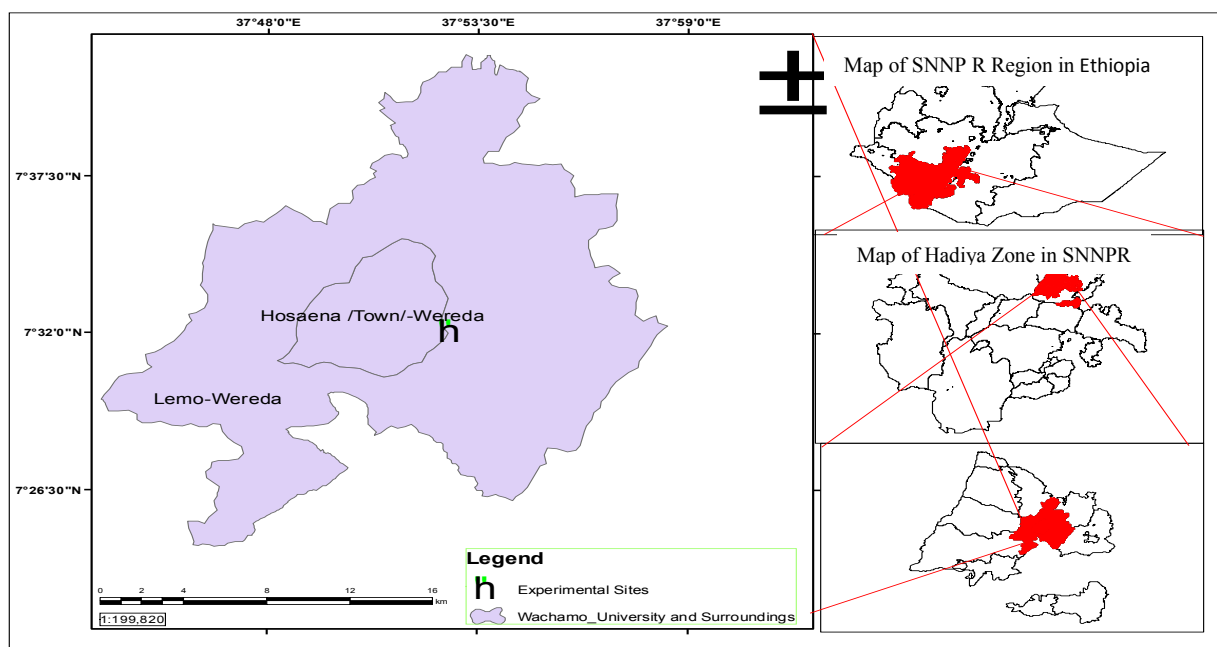 37°48'0"E 37°53'30"E 37°59'0"E
7°37'30"N
7°32'0"N
7°26'30"N
Hosaena /Town/-Wereda
h
Lemo-Wereda
Legend
h Experimental Sites
Wachamo_University and Surroundings
0 2 4 8 12 16
km
1:199,820
Map of SNNP R Region in Ethiopia
Map of Hadiya Zone in SNNPR